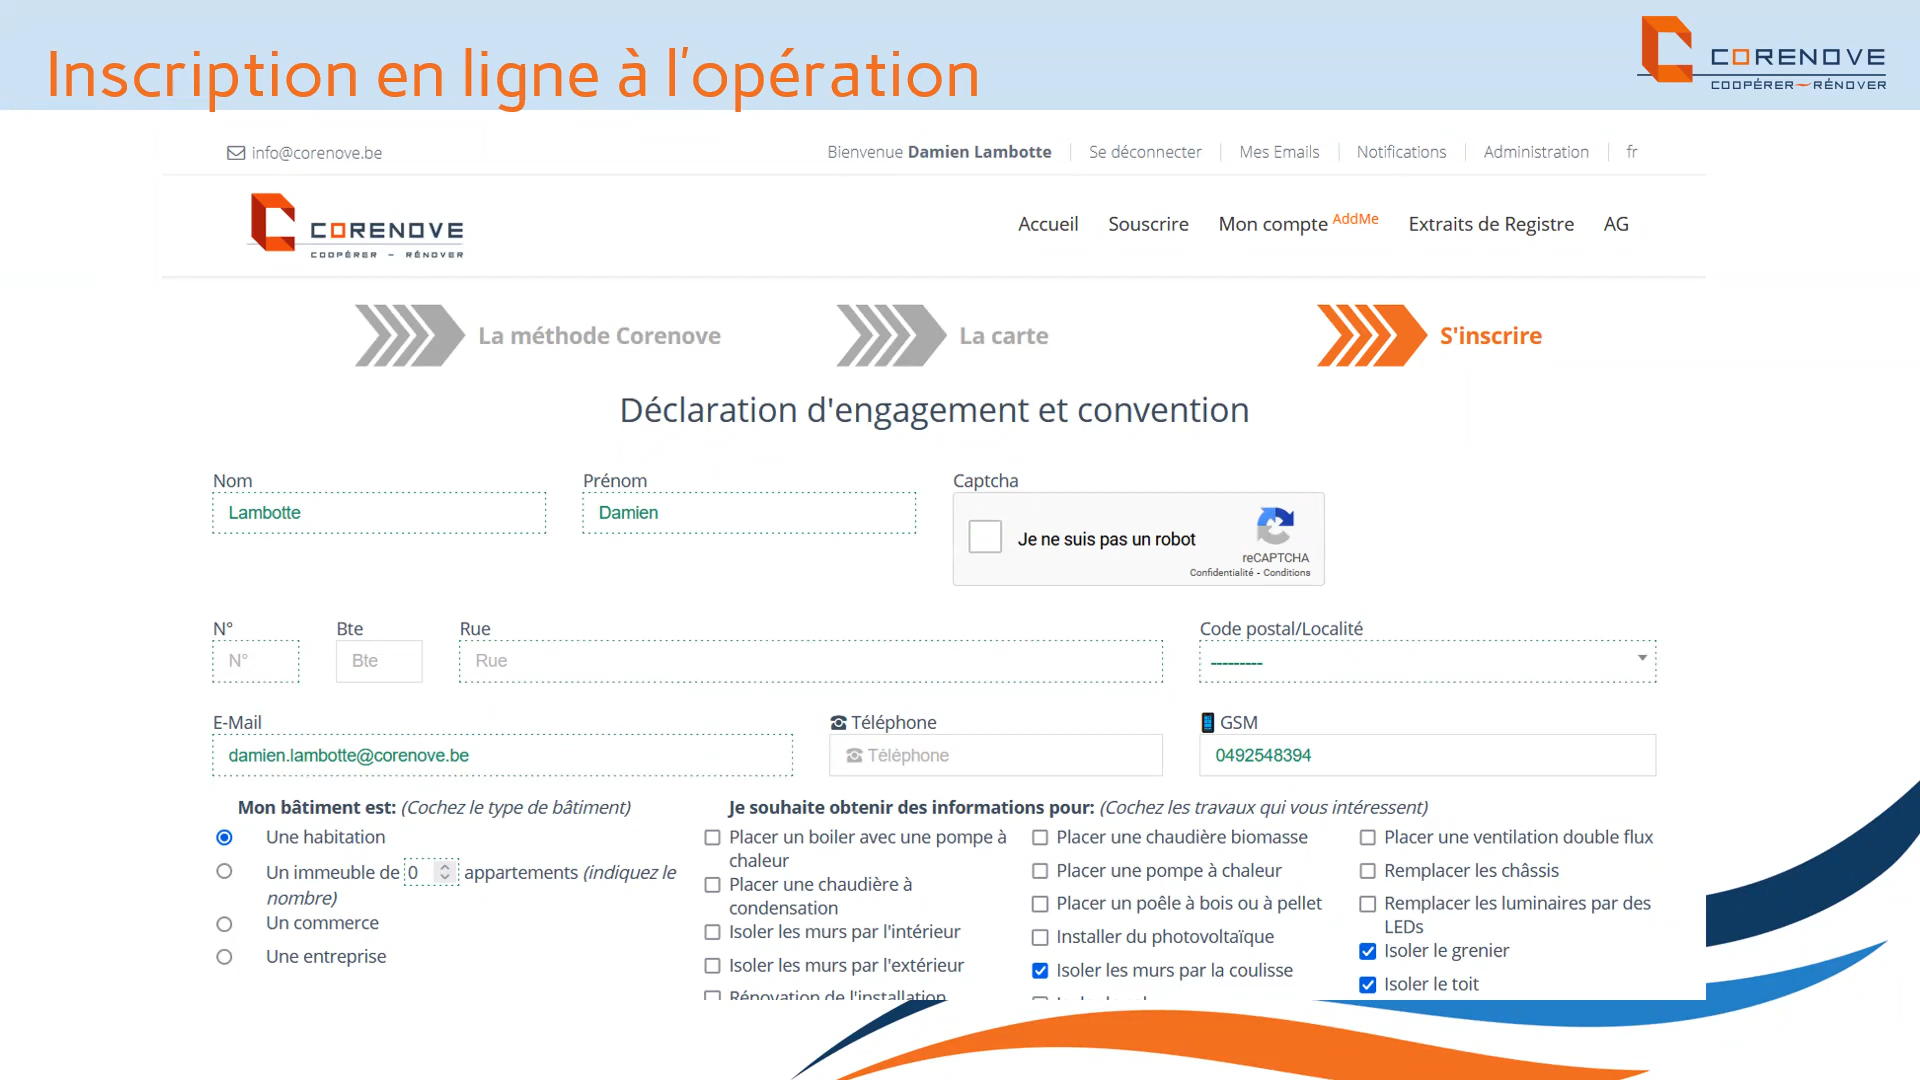 Inscription en ligne à l'opération
CORENOVE
COOPÉRER RÉNOVER
info@corenove.be
Bienvenue Damien Lambotte
Se déconnecter
Mes Emails
Notifications
Administration
fr
CORENOVE
COOPÉRER - RÉNOVER
Accueil
Souscrire
Mon compte AddMe
Extraits de Registre
AG
La méthode Corenove
La carte
S'inscrire
Déclaration d'engagement et convention
Nom
Prénom
Captcha
Lambotte
Damien
Je ne suis pas un robot
reCAPTCHA
Confidentialité - Conditions
N°
Bte
Rue
Code postal/Localité
N°
Bte
Rue
---------
E-Mail
Téléphone
GSM
damien.lambotte@corenove.be
Téléphone
0492548394
Mon bâtiment est: (Cochez le type de bâtiment)
Une habitation
Un immeuble de 0 appartements (indiquez le
nombre)
Un commerce
Une entreprise
Je souhaite obtenir des informations pour: (Cochez les travaux qui vous intéressent)
Placer un boiler avec une pompe à
chaleur
Placer une chaudière à
condensation
Isoler les murs par l'intérieur
Isoler les murs par l'extérieur
Rénovation de l'installation
Placer une chaudière biomasse
Placer une pompe à chaleur
Placer un poêle à bois ou à pellet
Installer du photovoltaïque
Isoler les murs par la coulisse
Placer une ventilation double flux
Remplacer les châssis
Remplacer les luminaires par des
LEDs
Isoler le grenier
Isoler le toit